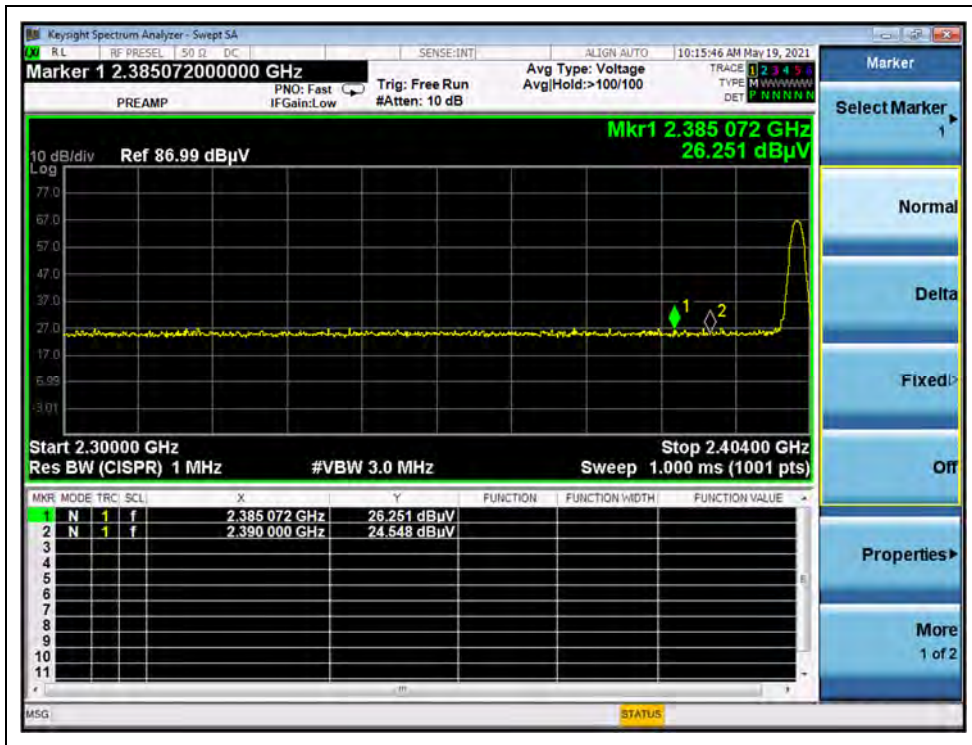 Keysight Spectrum Analyzer - Swept SA
RL RF PRESEL 50 Ω DC SENSE:INT ALIGN AUTO 10:15:46 AM May 19, 2021
Marker 1 2.385072000000 GHz
PREAMP
PNO: Fast
IFGain:Low
Trig: Free Run
#Atten: 10 dB
Avg Type: Voltage
Avg|Hold:>100/100
TRACE 1 2 3 4 5 6
TYPE M WWWWW
DET P N N N N N
Mkr1 2.385 072 GHz
26.251 dBµV
10 dB/div Ref 86.99 dBµV
Log
77.0
67.0
57.0
47.0
37.0
27.0
17.0
6.99
-3.01
1
2
Start 2.30000 GHz Stop 2.40400 GHz
Res BW (CISPR) 1 MHz #VBW 3.0 MHz Sweep 1.000 ms (1001 pts)
MKR MODE TRC SCL X Y FUNCTION FUNCTION WIDTH FUNCTION VALUE
1 N 1 f 2.385 072 GHz 26.251 dBµV
2 N 1 f 2.390 000 GHz 24.548 dBµV
3
4
5
6
7
8
9
10
11
MSG STATUS
Marker
Select Marker
1
Normal
Delta
Fixed
Off
Properties
More
1 of 2